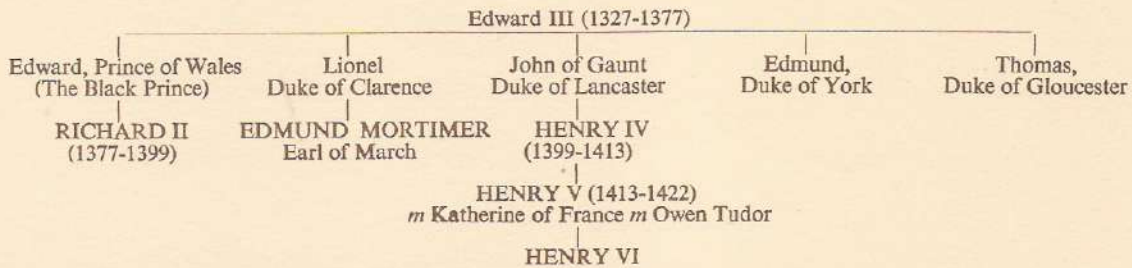 Edward III (1327-1377)
Edward, Prince of Wales Lionel John of Gaunt Edmund, Thomas,
(The Black Prince) Duke of Clarence Duke of Lancaster Duke of York Duke of Gloucester
RICHARD II EDMUND MORTIMER HENRY IV
(1377-1399) Earl of March (1399-1413)
HENRY V (1413-1422)
m Katherine of France m Owen Tudor
HENRY VI